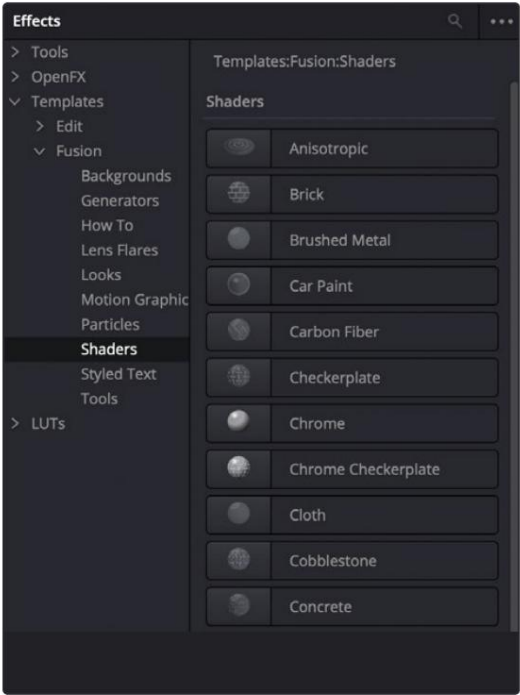 Effects
Tools
OpenFX
Templates
Edit
Fusion
Backgrounds
Generators
How To
Lens Flares
Looks
Motion Graphic
Particles
Shaders
Styled Text
Tools
LUTs
Templates:Fusion:Shaders
Shaders
Anisotropic
Brick
Brushed Metal
Car Paint
Carbon Fiber
Checkerplate
Chrome
Chrome Checkerplate
Cloth
Cobblestone
Concrete